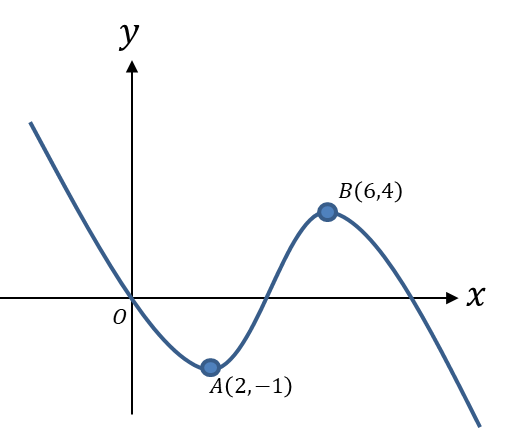 y
B(6,4)
x
O
A(2,−1)